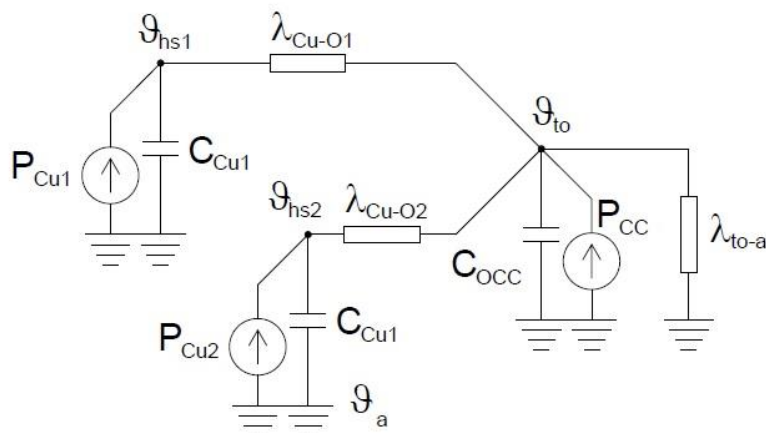 ϑhs1
λCu-O1
PCu1
CCu1
ϑto
ϑhs2
λCu-O2
PCC
λto-a
COCC
PCu2
CCu1
ϑa